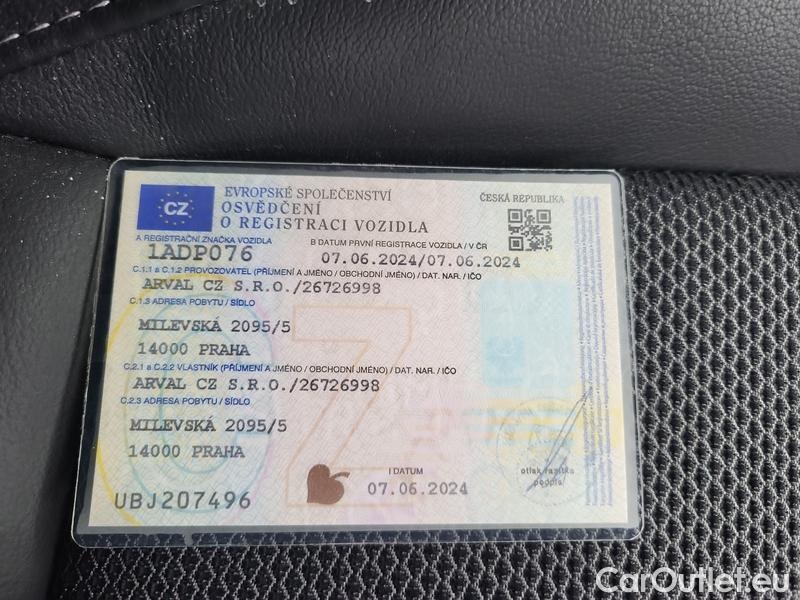 EVROPSKÉ SPOLEČENSTVÍ
ČESKÁ REPUBLIKA
CZ
OSVĚDČENÍ
O REGISTRACI VOZIDLA
A REGISTRAČNÍ ZNAČKA VOZIDLA
B DATUM PRVNÍ REGISTRACE VOZIDLA / V ČR
1ADP076
07.06.2024/07.06.2024
C.1.1 a C.1.2 PROVOZOVATEL (PŘÍJMENÍ A JMÉNO / OBCHODNÍ JMÉNO) / DAT. NAR. / IČO
ARVAL CZ S.R.O./26726998
C.1.3 ADRESA POBYTU / SÍDLO
MILEVSKÁ 2095/5
14000 PRAHA
C.2.1 a C.2.2 VLASTNÍK (PŘÍJMENÍ A JMÉNO / OBCHODNÍ JMÉNO) / DAT. NAR. / IČO
ARVAL CZ S.R.O./26726998
C.2.3 ADRESA POBYTU / SÍDLO
MILEVSKÁ 2095/5
14000 PRAHA
I DATUM
07.06.2024
otisk razítka
podpis
UBJ207496
CarOutlet.eu